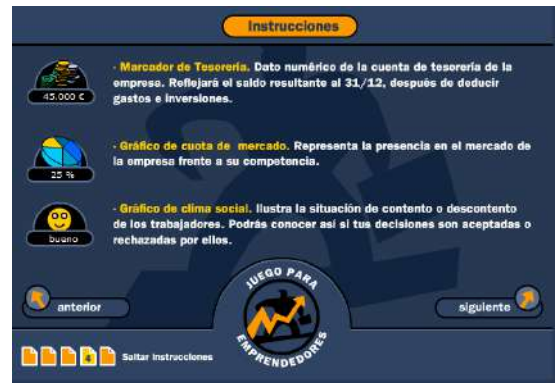 Instrucciones
- Marcador de Tesorería. Dato numérico de la cuenta de tesorería de la
empresa. Reflejará el saldo resultante al 31/12, después de deducir
gastos e inversiones.
45.000 €
- Gráfico de cuota de mercado. Representa la presencia en el mercado de
la empresa frente a su competencia.
25 %
- Gráfico de clima social. Ilustra la situación de contento o descontento
de los trabajadores. Podrás conocer así si tus decisiones son aceptadas o
rechazadas por ellos.
bueno
anterior
JUEGO PARA
EMPRENDEDORES
siguiente
4
Saltar Instrucciones